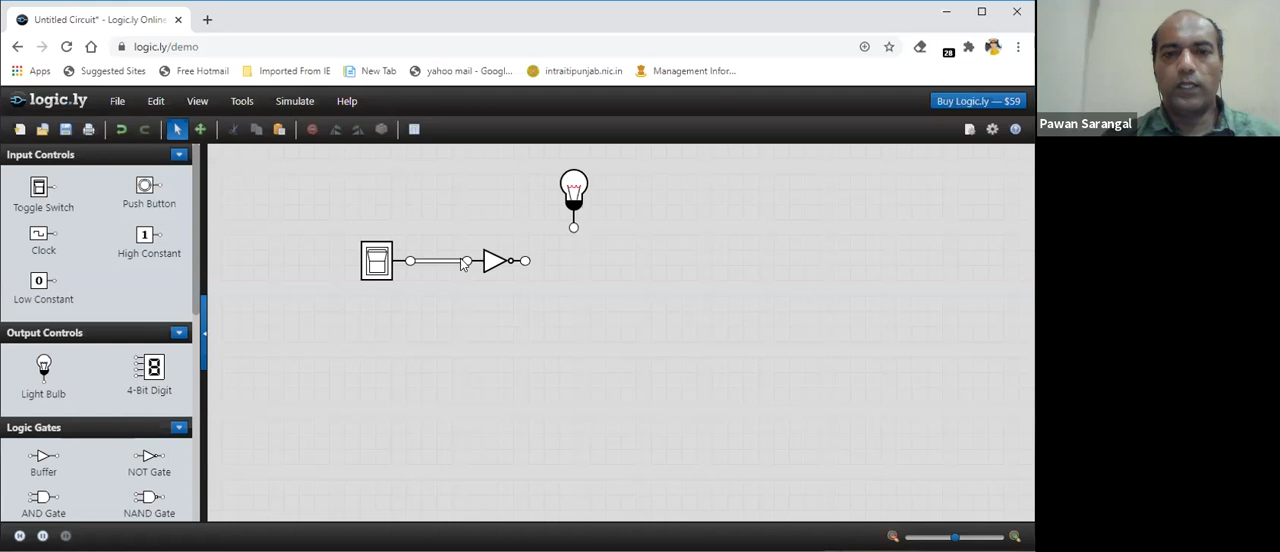 Untitled Circuit* - Logic.ly Online
logic.ly/demo
28
Apps Suggested Sites Free Hotmail Imported From IE New Tab yahoo mail - Googl... intraitipunjab.nic.in Management Infor...
logic.ly File Edit View Tools Simulate Help Buy Logic.ly — $59
Input Controls
Toggle Switch Push Button
1
Clock High Constant
0
Low Constant
Output Controls
8
Light Bulb 4-Bit Digit
Logic Gates
Buffer NOT Gate
AND Gate NAND Gate
Pawan Sarangal